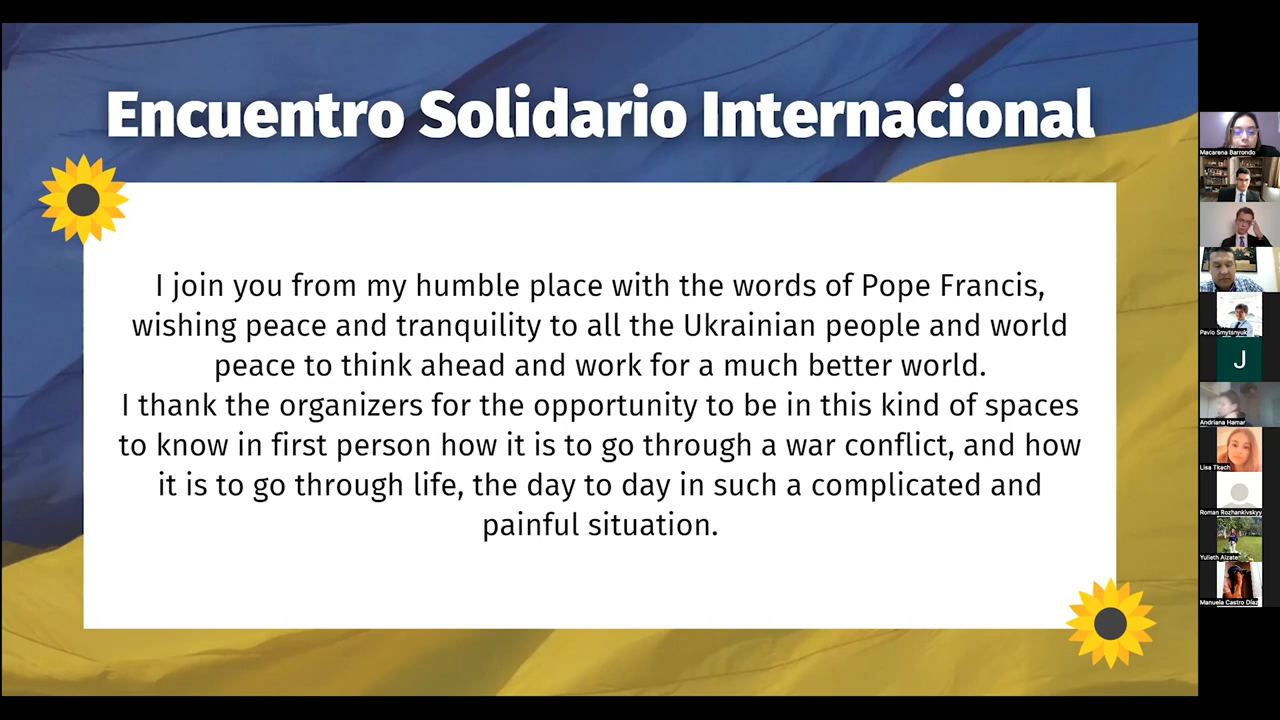 Encuentro Solidario Internacional
I join you from my humble place with the words of Pope Francis,
wishing peace and tranquility to all the Ukrainian people and world
peace to think ahead and work for a much better world.
I thank the organizers for the opportunity to be in this kind of spaces
to know in first person how it is to go through a war conflict, and how
it is to go through life, the day to day in such a complicated and
painful situation.
Macarena Barrondo
Pavlo Smytsnyuk
J
Andriana Hamar
Lisa Tkach
Roman Rozhankivskyy
Yulieth Alzate
Manuela Castro Díaz